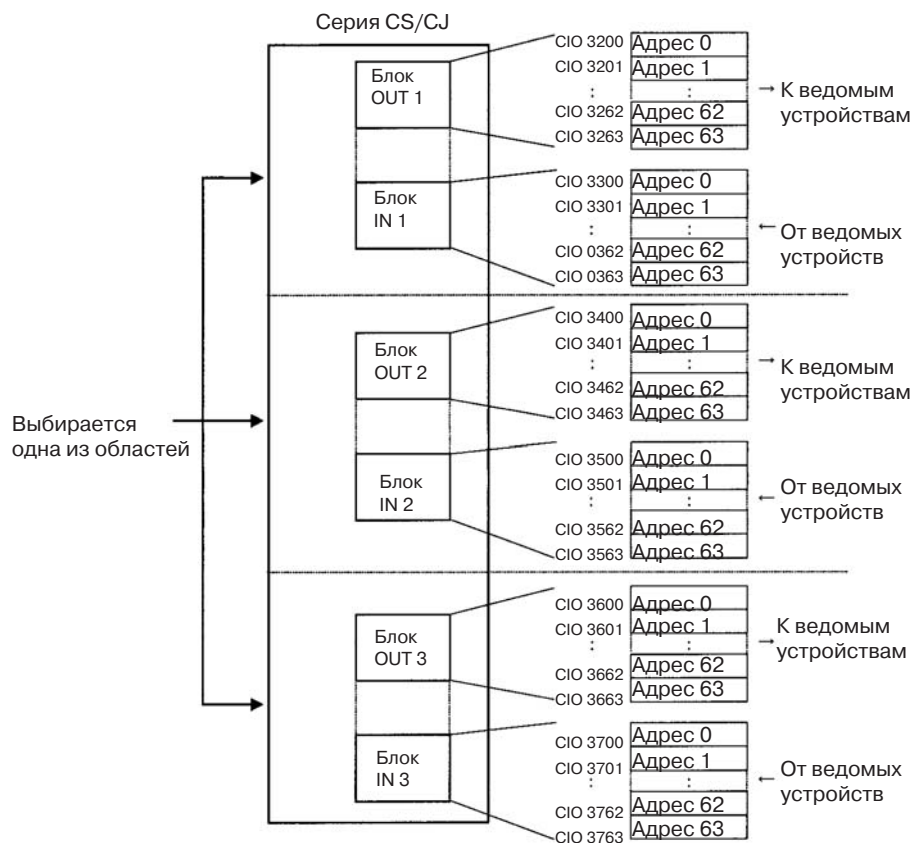 Серия CS/CJ
Блок
OUT 1
CIO 3200 Адрес 0
CIO 3201 Адрес 1
: :
CIO 3262 Адрес 62
CIO 3263 Адрес 63
→ К ведомым
устройствам
Блок
IN 1
CIO 3300 Адрес 0
CIO 3301 Адрес 1
: :
CIO 0362 Адрес 62
CIO 0363 Адрес 63
← От ведомых
устройств
Выбирается
одна из областей
Блок
OUT 2
CIO 3400 Адрес 0
CIO 3401 Адрес 1
: :
CIO 3462 Адрес 62
CIO 3463 Адрес 63
→ К ведомым
устройствам
Блок
IN 2
CIO 3500 Адрес 0
CIO 3501 Адрес 1
: :
CIO 3562 Адрес 62
CIO 3563 Адрес 63
← От ведомых
устройств
Блок
OUT 3
CIO 3600 Адрес 0
CIO 3601 Адрес 1
: :
CIO 3662 Адрес 62
CIO 3663 Адрес 63
→ К ведомым
устройствам
Блок
IN 3
CIO 3700 Адрес 0
CIO 3701 Адрес 1
: :
CIO 3762 Адрес 62
CIO 3763 Адрес 63
← От ведомых
устройств